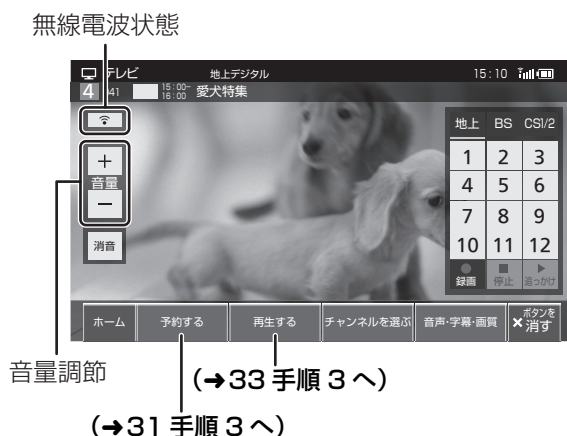 無線電波状態
テレビ 地上デジタル 15:10
4 041 15:00-16:00 愛犬特集
地上 BS CS1/2
＋
音量
－
消音
1 2 3
4 5 6
7 8 9
10 11 12
録画 停止 追っかけ
ホーム 予約する 再生する チャンネルを選ぶ 音声・字幕・画質 ×ボタンを消す
音量調節
(➜33 手順 3 へ)
(➜31 手順 3 へ)